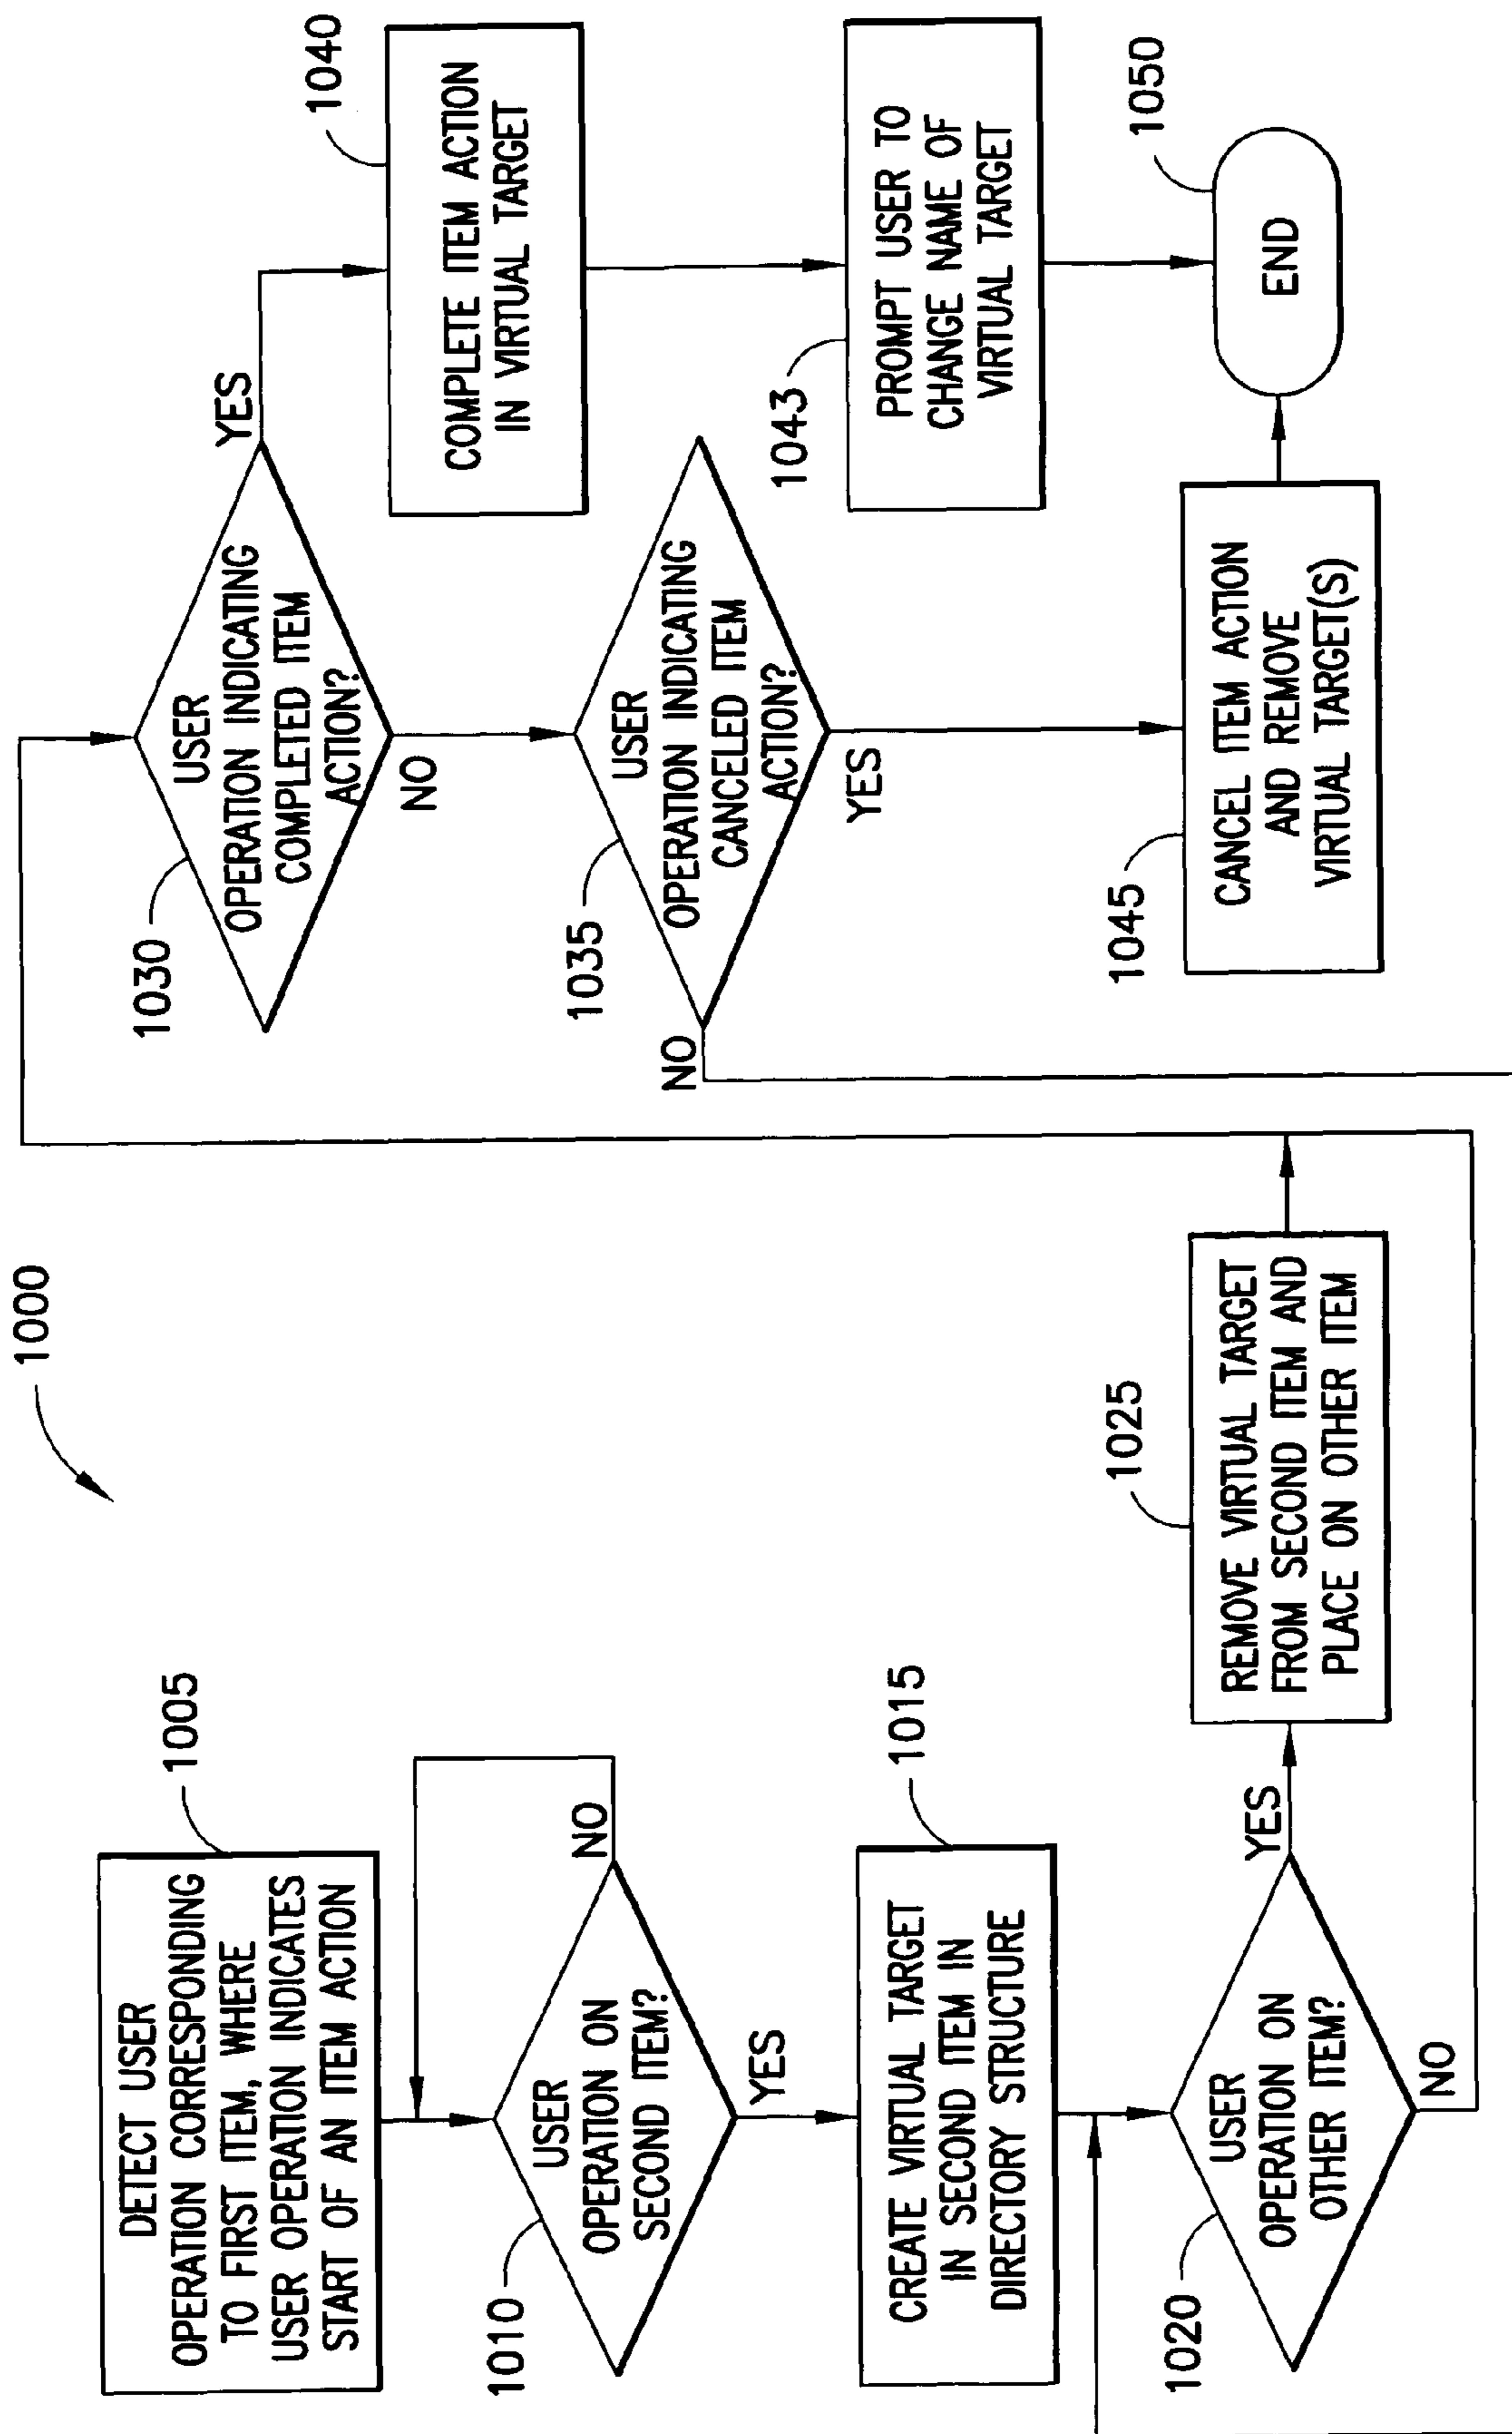 1000
DETECT USER
OPERATION CORRESPONDING
TO FIRST ITEM, WHERE
USER OPERATION INDICATES
START OF AN ITEM ACTION
1005
USER
OPERATION ON
SECOND ITEM?
1010
NO
YES
CREATE VIRTUAL TARGET
IN SECOND ITEM IN
DIRECTORY STRUCTURE
1015
USER
OPERATION ON
OTHER ITEM?
1020
YES
NO
REMOVE VIRTUAL TARGET
FROM SECOND ITEM AND
PLACE ON OTHER ITEM
1025
USER
OPERATION INDICATING
COMPLETED ITEM
ACTION?
1030
YES
NO
USER
OPERATION INDICATING
CANCELED ITEM
ACTION?
1035
NO
YES
COMPLETE ITEM ACTION
IN VIRTUAL TARGET
1040
PROMPT USER TO
CHANGE NAME OF
VIRTUAL TARGET
1043
CANCEL ITEM ACTION
AND REMOVE
VIRTUAL TARGET(S)
1045
END
1050